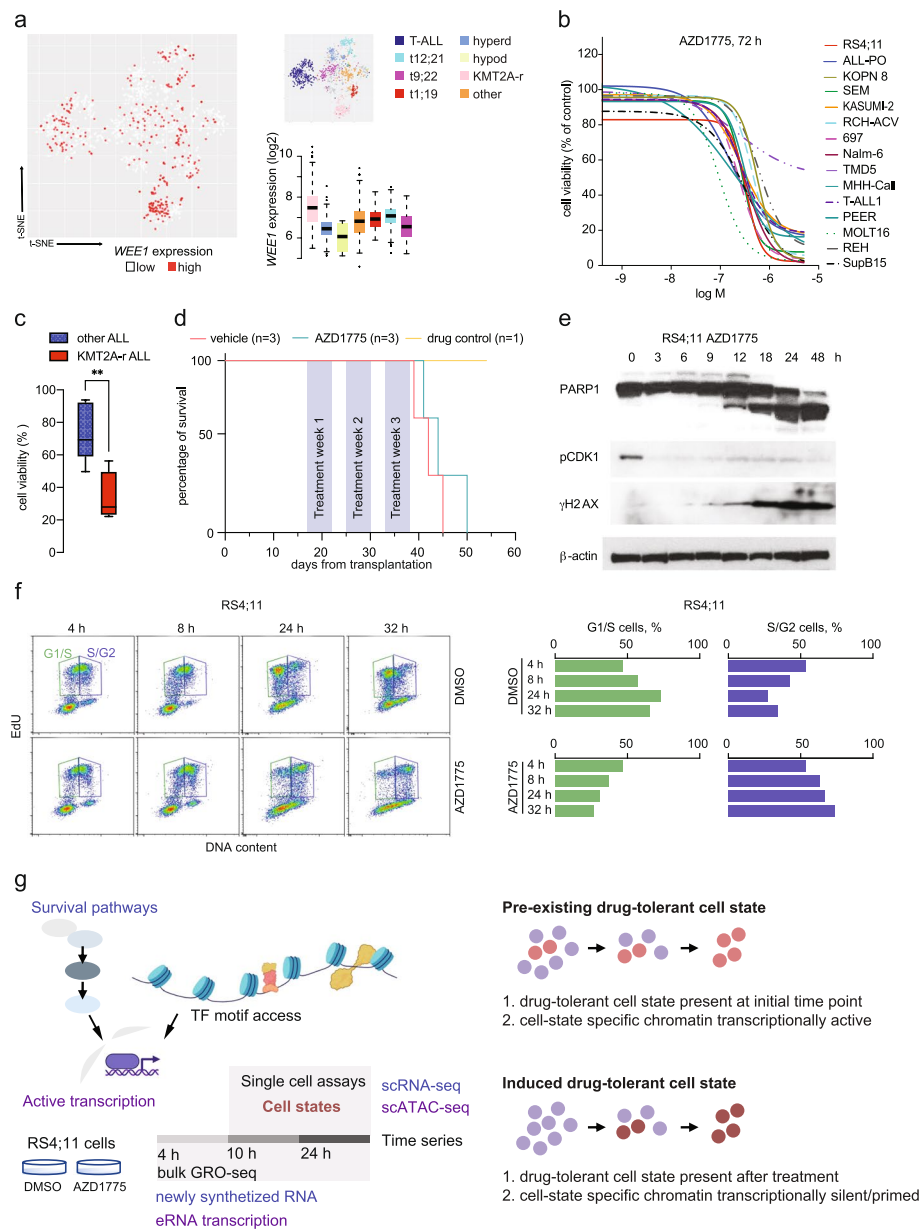 a
t-SNE
t-SNE
WEE1 expression
low high
T-ALL hyperd
t12;21 hypod
t9;22 KMT2A-r
t1;19 other
WEE1 expression (log2)
10
8
6
b
AZD1775, 72 h
cell viability (% of control)
120
100
80
60
40
20
0
-9 -8 -7 -6 -5
log M
RS4;11
ALL-PO
KOPN 8
SEM
KASUMI-2
RCH-ACV
697
Nalm-6
TMD5
MHH-Call
T-ALL1
PEER
MOLT16
REH
SupB15
c
other ALL
KMT2A-r ALL
**
cell viability (%)
100
80
60
40
20
0
d
vehicle (n=3) AZD1775 (n=3) drug control (n=1)
percentage of survival
100
50
0
Treatment week 1
Treatment week 2
Treatment week 3
0 10 20 30 40 50 60
days from transplantation
e
RS4;11 AZD1775
0 3 6 9 12 18 24 48 h
PARP1
pCDK1
γH2AX
β-actin
f
RS4;11
4 h 8 h 24 h 32 h
G1/S S/G2
DMSO
AZD1775
EdU
DNA content
RS4;11
G1/S cells, % S/G2 cells, %
0 50 100 0 50 100
DMSO
4 h
8 h
24 h
32 h
0 50 100 0 50 100
AZD1775
4 h
8 h
24 h
32 h
g
Survival pathways
TF motif access
Active transcription
Single cell assays
Cell states
scRNA-seq
scATAC-seq
Time series
4 h 10 h 24 h
bulk GRO-seq
newly synthetized RNA
eRNA transcription
RS4;11 cells
DMSO AZD1775
Pre-existing drug-tolerant cell state
1. drug-tolerant cell state present at initial time point
2. cell-state specific chromatin transcriptionally active
Induced drug-tolerant cell state
1. drug-tolerant cell state present after treatment
2. cell-state specific chromatin transcriptionally silent/primed